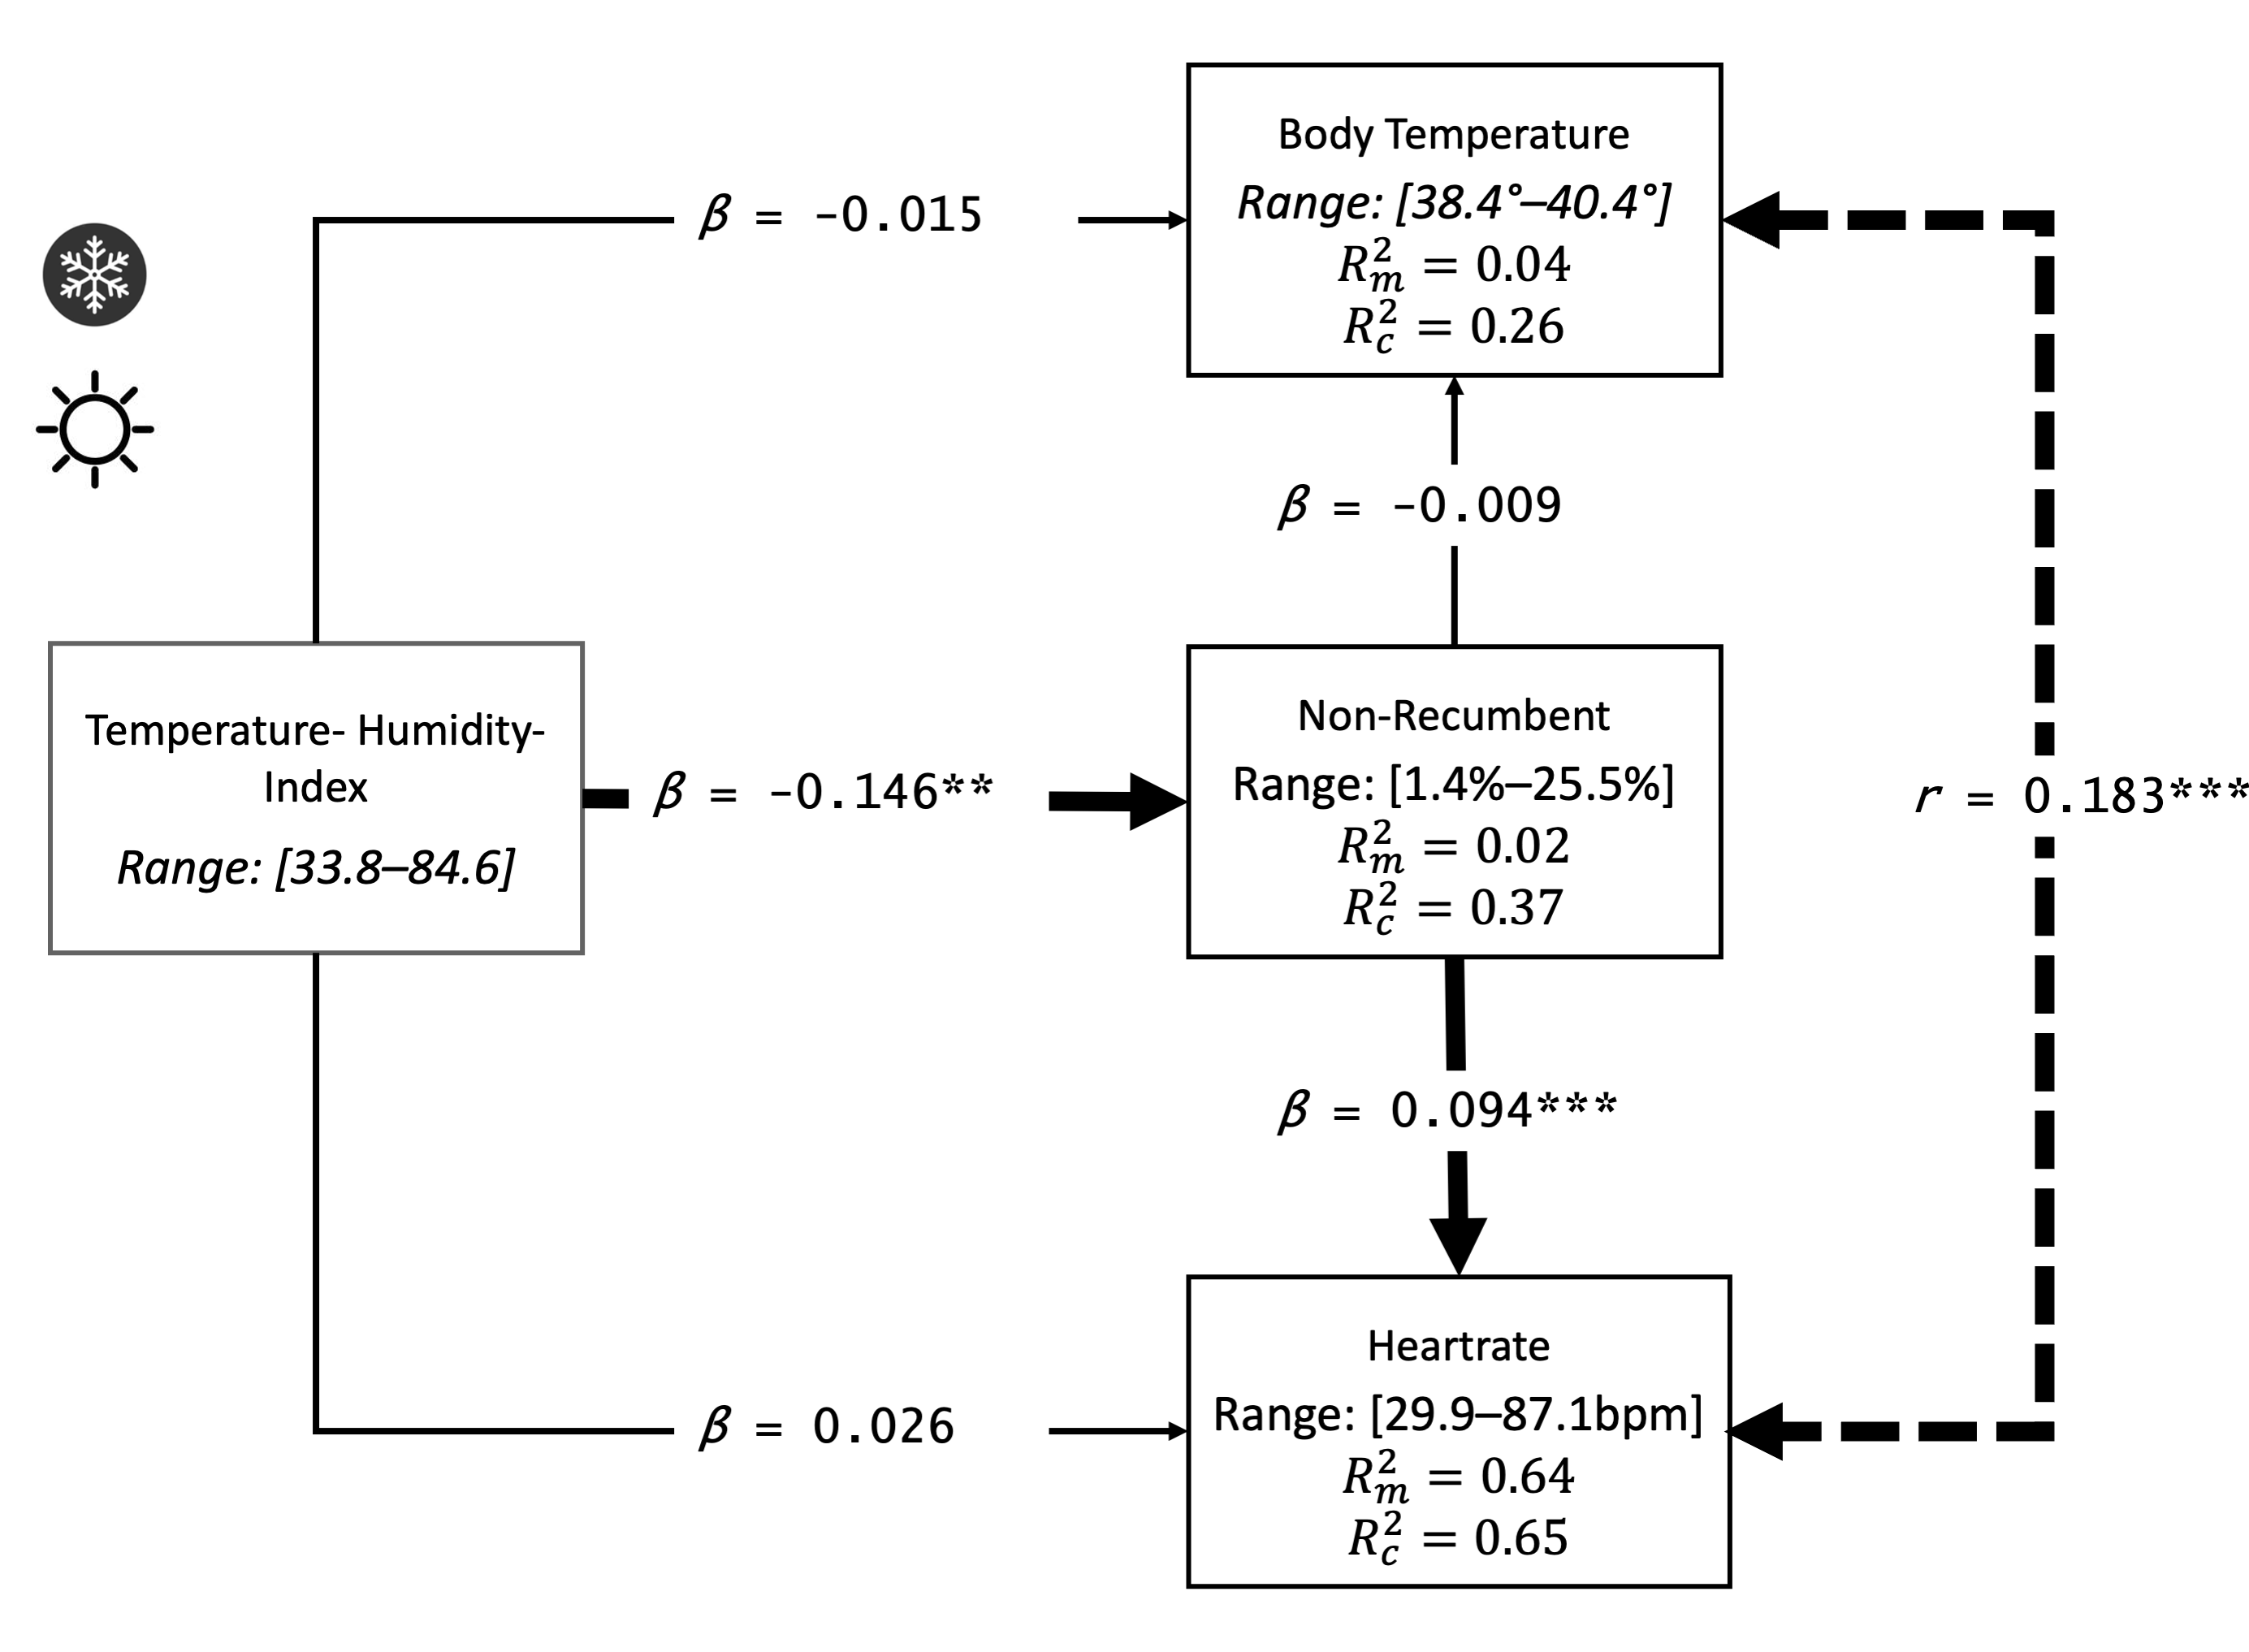 Body Temperature
Range: [38.4°–40.4°]
R²m = 0.04
R²c = 0.26
β = -0.015
β = -0.009
Temperature- Humidity-
Index
Range: [33.8–84.6]
β = -0.146**
Non-Recumbent
Range: [1.4%–25.5%]
R²m = 0.02
R²c = 0.37
r = 0.183***
β = 0.094***
Heartrate
Range: [29.9–87.1bpm]
R²m = 0.64
R²c = 0.65
β = 0.026